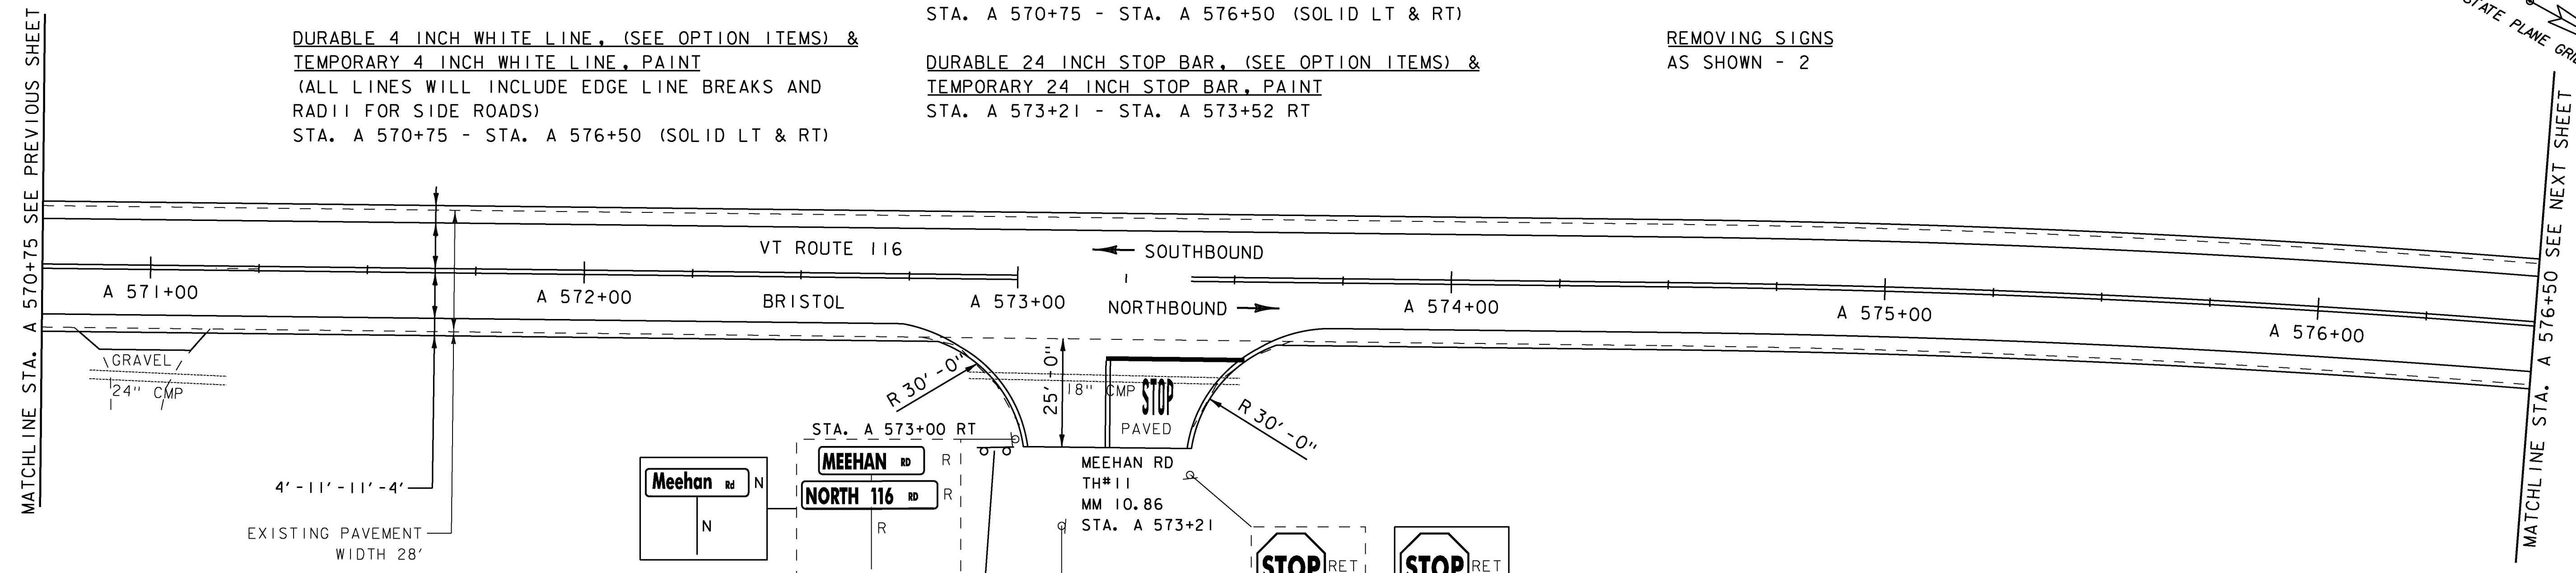 MATCHLINE STA. A 570+75 SEE PREVIOUS SHEET
DURABLE 4 INCH WHITE LINE, (SEE OPTION ITEMS) &
TEMPORARY 4 INCH WHITE LINE, PAINT
(ALL LINES WILL INCLUDE EDGE LINE BREAKS AND
RADII FOR SIDE ROADS)
STA. A 570+75 - STA. A 576+50 (SOLID LT & RT)
STA. A 570+75 - STA. A 576+50 (SOLID LT & RT)
DURABLE 24 INCH STOP BAR, (SEE OPTION ITEMS) &
TEMPORARY 24 INCH STOP BAR, PAINT
STA. A 573+21 - STA. A 573+52 RT
REMOVING SIGNS
AS SHOWN - 2
STATE PLANE GRID
MATCHLINE STA. A 576+50 SEE NEXT SHEET
VT ROUTE 116
SOUTHBOUND
A 571+00
A 572+00
BRISTOL
A 573+00
NORTHBOUND
A 574+00
A 575+00
A 576+00
GRAVEL
24" CMP
R 30'-0"
25'-0"
18" CMP
STOP
PAVED
R 30'-0"
STA. A 573+00 RT
MEEHAN RD
R
NORTH 116 RD
R
R
Meehan Rd
N
N
MEEHAN RD
TH#11
MM 10.86
STA. A 573+21
4'-11'-11'-4'
EXISTING PAVEMENT
WIDTH 28'
STOP
RET
STOP
RET